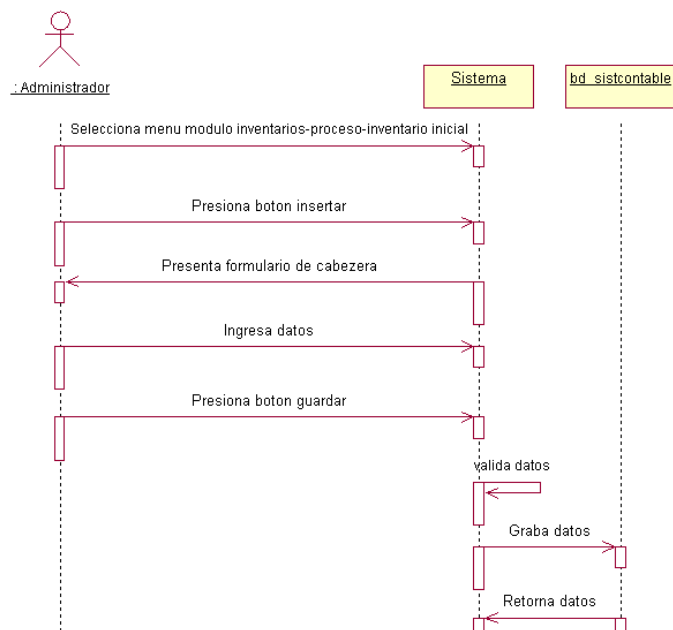 : Administrador
Sistema
bd_sistcontable
Selecciona menu modulo inventarios-proceso-inventario inicial
Presiona boton insertar
Presenta formulario de cabezera
Ingresa datos
Presiona boton guardar
valida datos
Graba datos
Retorna datos